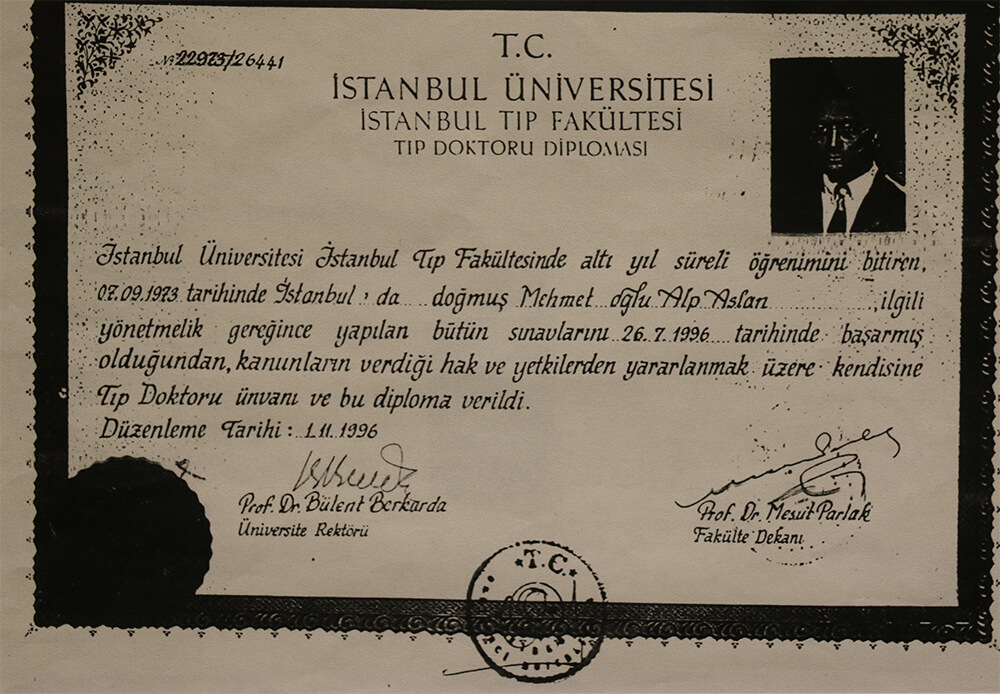 № 22973/26441
T.C.
İSTANBUL ÜNİVERSİTESİ
İSTANBUL TIP FAKÜLTESİ
TIP DOKTORU DİPLOMASI
İstanbul Üniversitesi İstanbul Tıp Fakültesinde altı yıl süreli öğrenimini bitiren,
07.09.1973 tarihinde İstanbul'da doğmuş Mehmet oğlu Alp Aslan ,ilgili
yönetmelik gereğince yapılan bütün sınavlarını 26.7.1996 tarihinde başarmış
olduğundan, kanunların verdiği hak ve yetkilerden yararlanmak üzere kendisine
Tıp Doktoru ünvanı ve bu diploma verildi.
Düzenleme Tarihi : 1.11.1996
Prof. Dr. Bülent Berkarda
Üniversite Rektörü
Prof. Dr. Mesut Parlak
Fakülte Dekanı
T.C.